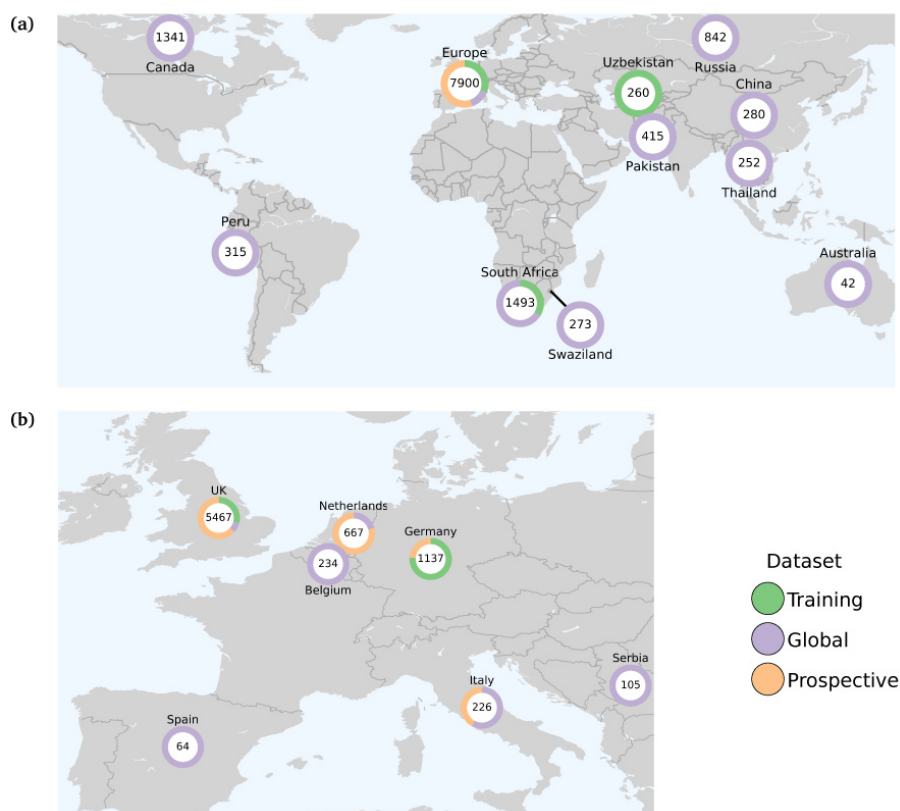 (a)
1341
Canada
Europe
7900
842
Russia
Uzbekistan
260
China
280
415
Pakistan
252
Thailand
Peru
315
South Africa
1493
273
Swaziland
Australia
42
(b)
UK
5467
Netherlands
667
Germany
1137
234
Belgium
Italy
226
Serbia
105
Spain
64
Dataset
Training
Global
Prospective